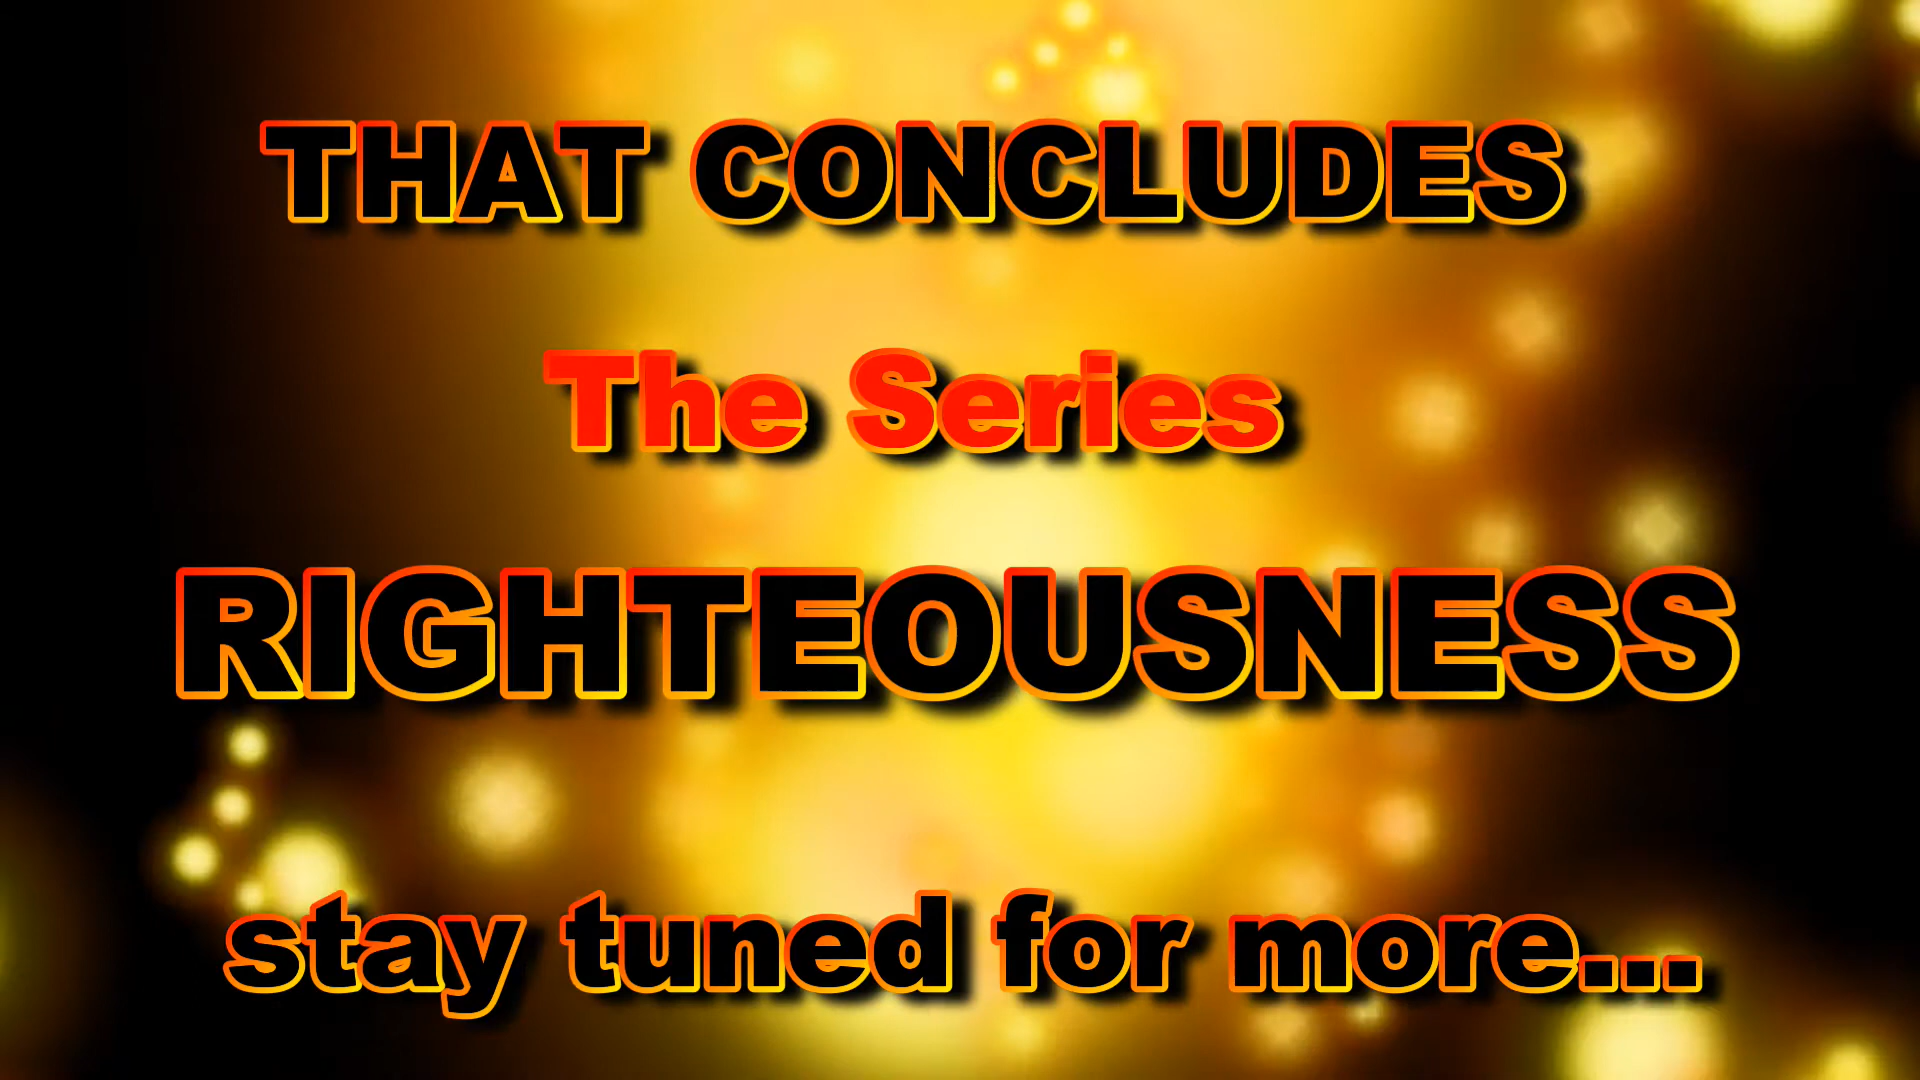 THAT CONCLUDES
The Series
RIGHTEOUSNESS
stay tuned for more...